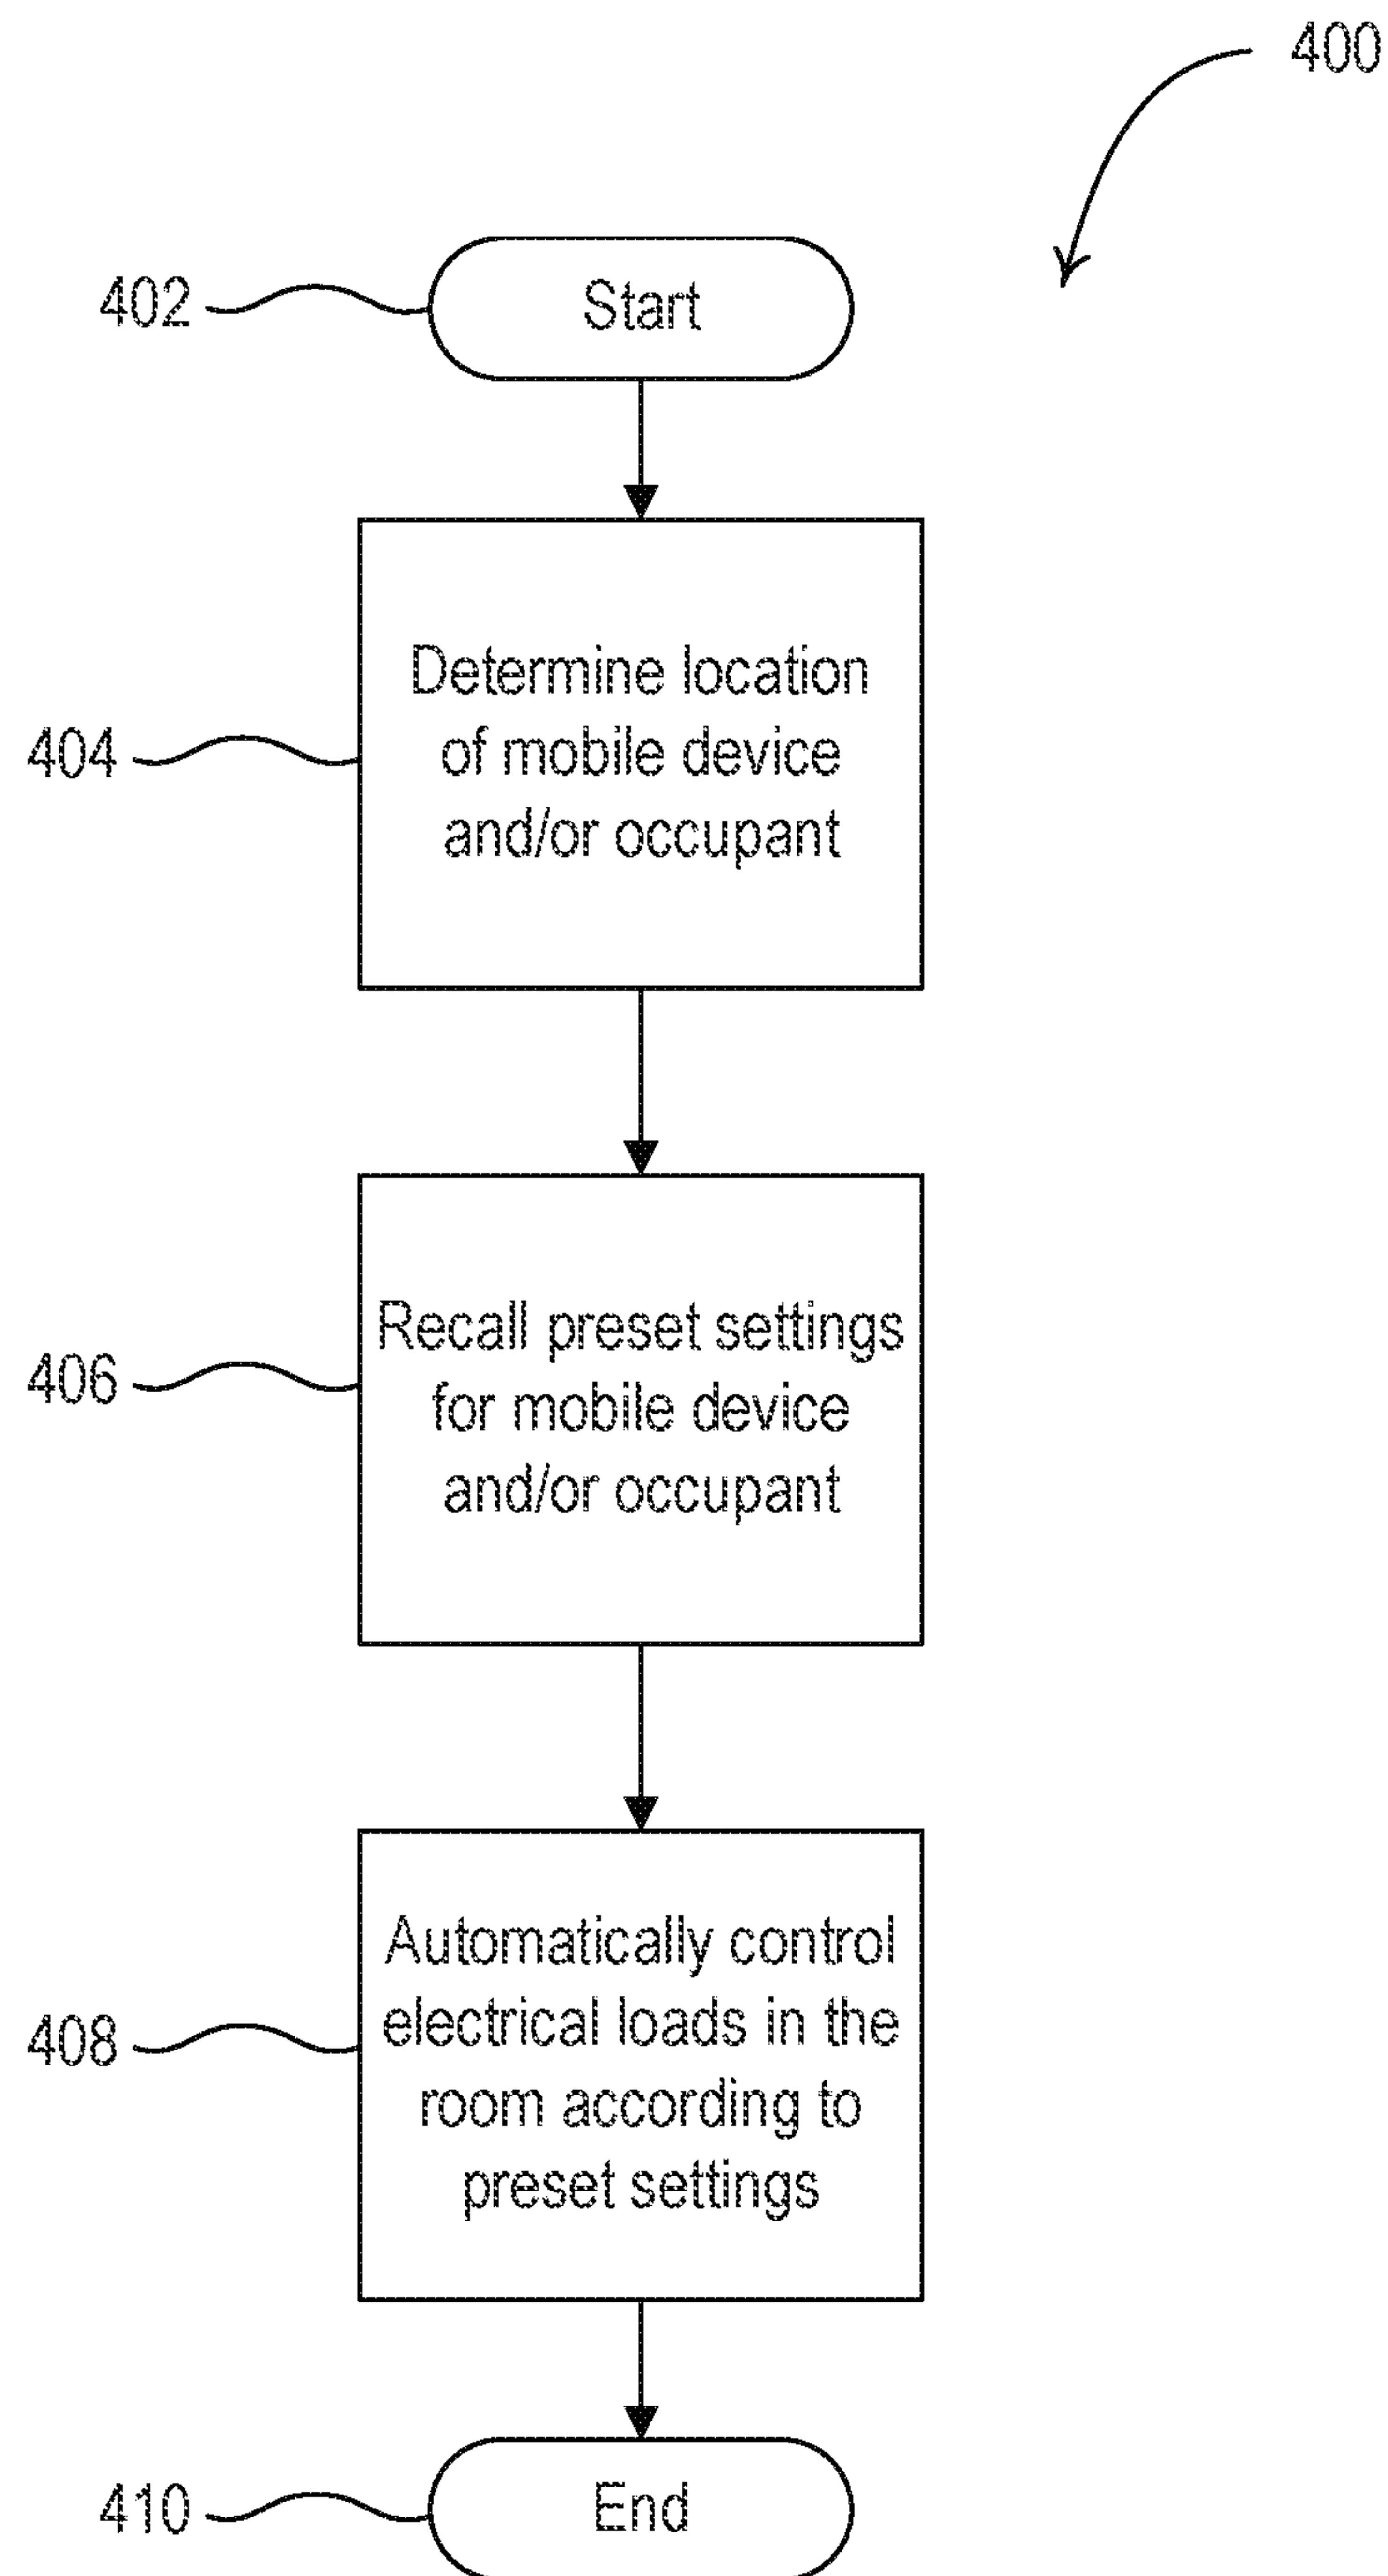 400
402
Start
404
Determine location
of mobile device
and/or occupant
406
Recall preset settings
for mobile device
and/or occupant
408
Automatically control
electrical loads in the
room according to
preset settings
410
End